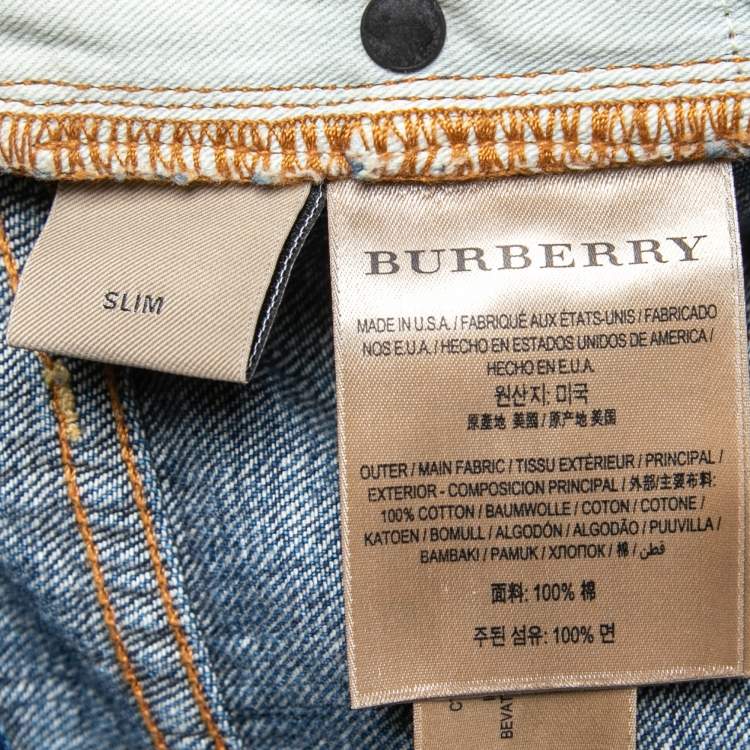 SLIM
BURBERRY
MADE IN U.S.A. / FABRIQUÉ AUX ÉTATS-UNIS / FABRICADO
NOS E.U.A. / HECHO EN ESTADOS UNIDOS DE AMERICA /
HECHO EN E.U.A.
원산지: 미국
原產地 美國 / 原产地 美国
OUTER / MAIN FABRIC / TISSU EXTÉRIEUR / PRINCIPAL /
EXTERIOR - COMPOSICION PRINCIPAL / 外部/主要布料:
100% COTTON / BAUMWOLLE / COTON / COTONE /
KATOEN / BOMULL / ALGODÓN / ALGODÃO / PUUVILLA /
BAMBAKI / PAMUK / ХЛОПОК / 棉 / قطن
面料: 100% 棉
주된 섬유: 100% 면